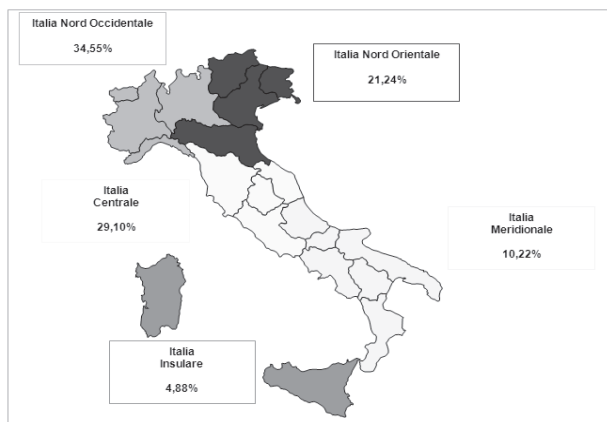 Italia Nord Occidentale
34,55%
Italia Nord Orientale
21,24%
Italia
Centrale
29,10%
Italia
Meridionale
10,22%
Italia
Insulare
4,88%